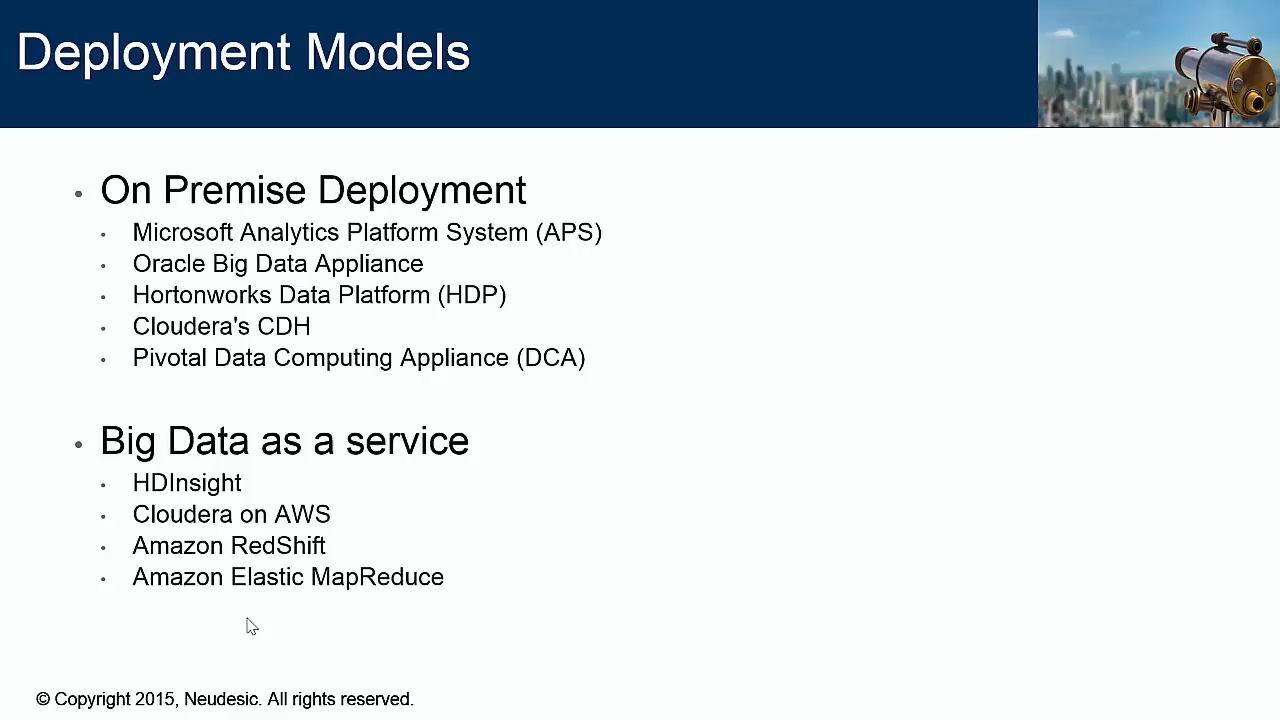 Deployment Models
• On Premise Deployment
• Microsoft Analytics Platform System (APS)
• Oracle Big Data Appliance
• Hortonworks Data Platform (HDP)
• Cloudera's CDH
• Pivotal Data Computing Appliance (DCA)
• Big Data as a service
• HDInsight
• Cloudera on AWS
• Amazon RedShift
• Amazon Elastic MapReduce
© Copyright 2015, Neudesic. All rights reserved.